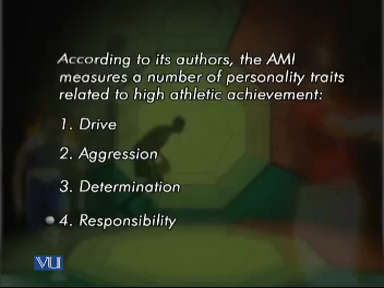 According to its authors, the AMI
measures a number of personality traits
related to high athletic achievement:
1. Drive
2. Aggression
3. Determination
4. Responsibility
VU